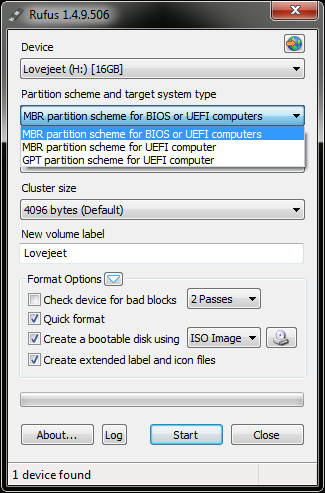 Rufus 1.4.9.506
Device
Lovejeet (H:) [16GB]
Partition scheme and target system type
MBR partition scheme for BIOS or UEFI computers
MBR partition scheme for BIOS or UEFI computers
MBR partition scheme for UEFI computer
GPT partition scheme for UEFI computer
Cluster size
4096 bytes (Default)
New volume label
Lovejeet
Format Options
Check device for bad blocks 2 Passes
Quick format
Create a bootable disk using ISO Image
Create extended label and icon files
About... Log Start Close
1 device found